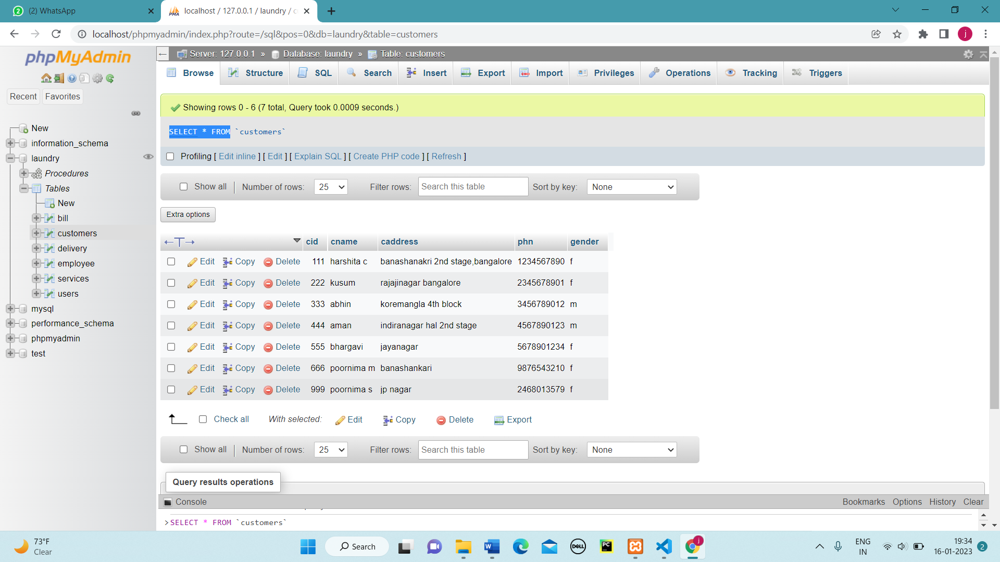 (2) WhatsApp
localhost / 127.0.0.1 / laundry / c
localhost/phpmyadmin/index.php?route=/sql&pos=0&db=laundry&table=customers
j
phpMyAdmin
Recent Favorites
New
information_schema
laundry
Procedures
Tables
New
bill
customers
delivery
employee
services
users
mysql
performance_schema
phpmyadmin
test
Server: 127.0.0.1 » Database: laundry » Table: customers
Browse Structure SQL Search Insert Export Import Privileges Operations Tracking Triggers
Showing rows 0 - 6 (7 total, Query took 0.0009 seconds.)
SELECT * FROM `customers`
Profiling [ Edit inline ] [ Edit ] [ Explain SQL ] [ Create PHP code ] [ Refresh ]
Show all Number of rows: 25 Filter rows: Search this table Sort by key: None
Extra options
cid cname caddress phn gender
Edit Copy Delete 111 harshita c banashanakri 2nd stage,bangalore 1234567890 f
Edit Copy Delete 222 kusum rajajinagar bangalore 2345678901 f
Edit Copy Delete 333 abhin koremangla 4th block 3456789012 m
Edit Copy Delete 444 aman indiranagar hal 2nd stage 4567890123 m
Edit Copy Delete 555 bhargavi jayanagar 5678901234 f
Edit Copy Delete 666 poornima m banashankari 9876543210 f
Edit Copy Delete 999 poornima s jp nagar 2468013579 f
Check all With selected: Edit Copy Delete Export
Show all Number of rows: 25 Filter rows: Search this table Sort by key: None
Query results operations
Console Bookmarks Options History Clear
>SELECT * FROM `customers`
73°F
Clear
Search
DELL
PC
j
ENG
IN
19:34
16-01-2023
2